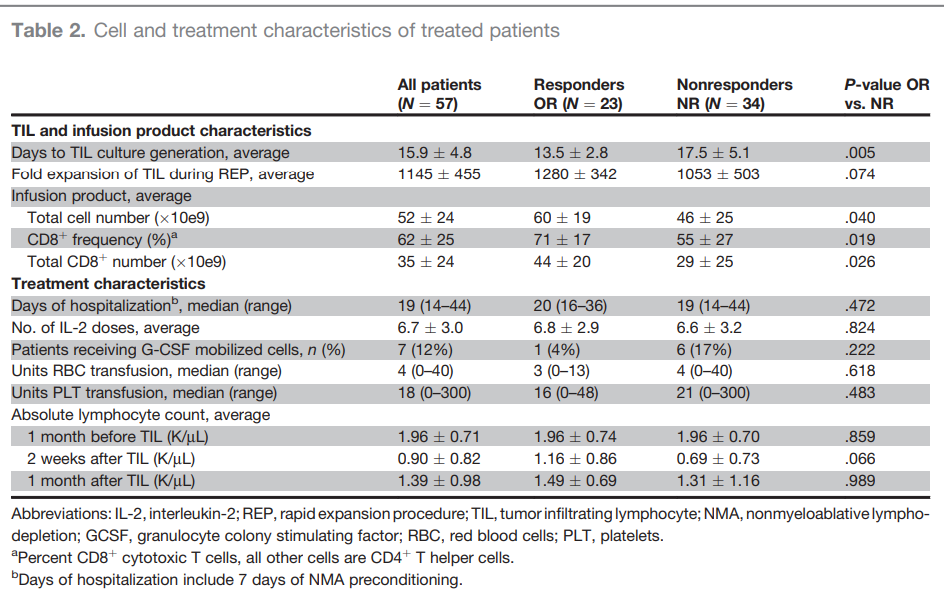 Table 2. Cell and treatment characteristics of treated patients
All patients Responders Nonresponders P-value OR
(N = 57) OR (N = 23) NR (N = 34) vs. NR
TIL and infusion product characteristics
Days to TIL culture generation, average 15.9 ± 4.8 13.5 ± 2.8 17.5 ± 5.1 .005
Fold expansion of TIL during REP, average 1145 ± 455 1280 ± 342 1053 ± 503 .074
Infusion product, average
Total cell number (×10e9) 52 ± 24 60 ± 19 46 ± 25 .040
CD8⁺ frequency (%)ᵃ 62 ± 25 71 ± 17 55 ± 27 .019
Total CD8⁺ number (×10e9) 35 ± 24 44 ± 20 29 ± 25 .026
Treatment characteristics
Days of hospitalizationᵇ, median (range) 19 (14–44) 20 (16–36) 19 (14–44) .472
No. of IL-2 doses, average 6.7 ± 3.0 6.8 ± 2.9 6.6 ± 3.2 .824
Patients receiving G-CSF mobilized cells, n (%) 7 (12%) 1 (4%) 6 (17%) .222
Units RBC transfusion, median (range) 4 (0–40) 3 (0–13) 4 (0–40) .618
Units PLT transfusion, median (range) 18 (0–300) 16 (0–48) 21 (0–300) .483
Absolute lymphocyte count, average
1 month before TIL (K/μL) 1.96 ± 0.71 1.96 ± 0.74 1.96 ± 0.70 .859
2 weeks after TIL (K/μL) 0.90 ± 0.82 1.16 ± 0.86 0.69 ± 0.73 .066
1 month after TIL (K/μL) 1.39 ± 0.98 1.49 ± 0.69 1.31 ± 1.16 .989
Abbreviations: IL-2, interleukin-2; REP, rapid expansion procedure; TIL, tumor infiltrating lymphocyte; NMA, nonmyeloablative lympho-
depletion; GCSF, granulocyte colony stimulating factor; RBC, red blood cells; PLT, platelets.
ᵃPercent CD8⁺ cytotoxic T cells, all other cells are CD4⁺ T helper cells.
ᵇDays of hospitalization include 7 days of NMA preconditioning.